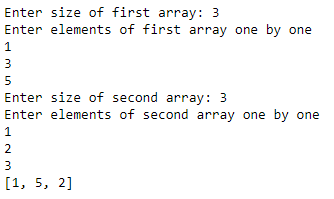 Enter size of first array: 3
Enter elements of first array one by one
1
3
5
Enter size of second array: 3
Enter elements of second array one by one
1
2
3
[1, 5, 2]